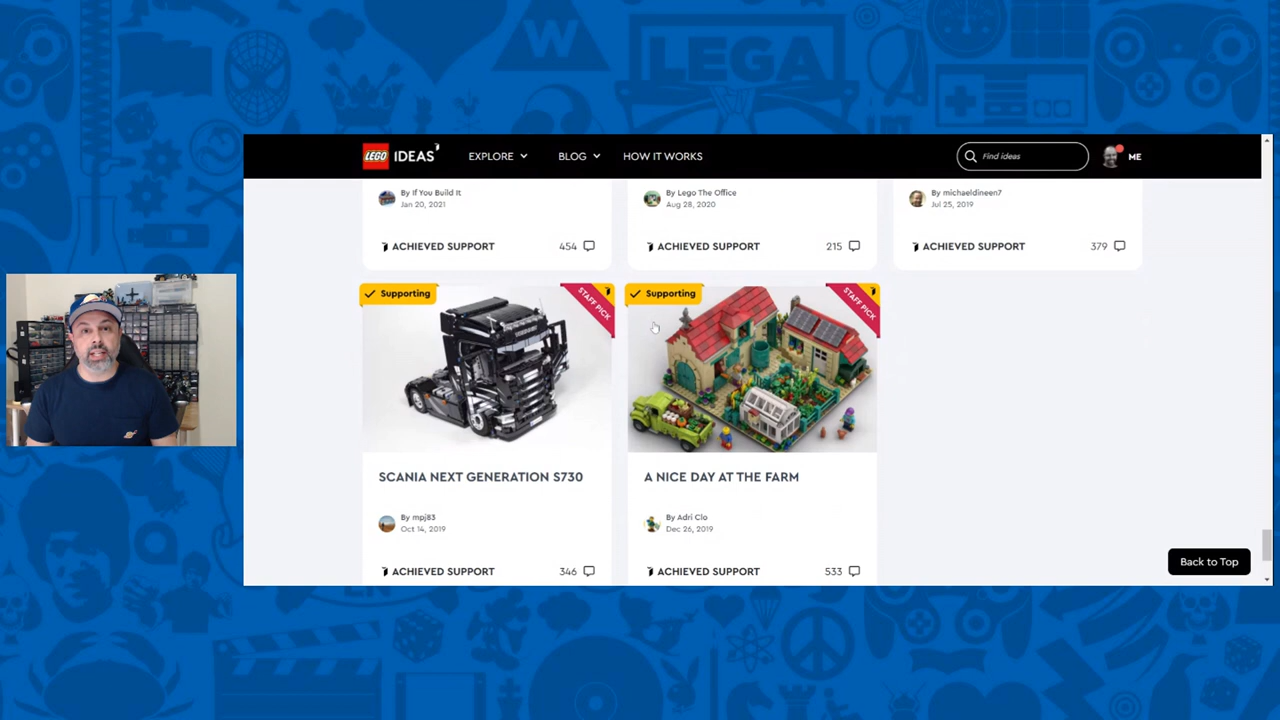 W
LEGA
LEGO IDEAS
EXPLORE
BLOG
HOW IT WORKS
Find ideas
ME
By If You Build It
Jan 20, 2021
ACHIEVED SUPPORT
454
By Lego The Office
Aug 28, 2020
ACHIEVED SUPPORT
215
By michaeldineen7
Jul 25, 2019
ACHIEVED SUPPORT
379
Supporting
STAFF PICK
SCANIA NEXT GENERATION S730
By mpj83
Oct 14, 2019
ACHIEVED SUPPORT
346
Supporting
STAFF PICK
A NICE DAY AT THE FARM
By Adri Clo
Dec 26, 2019
ACHIEVED SUPPORT
533
Back to Top